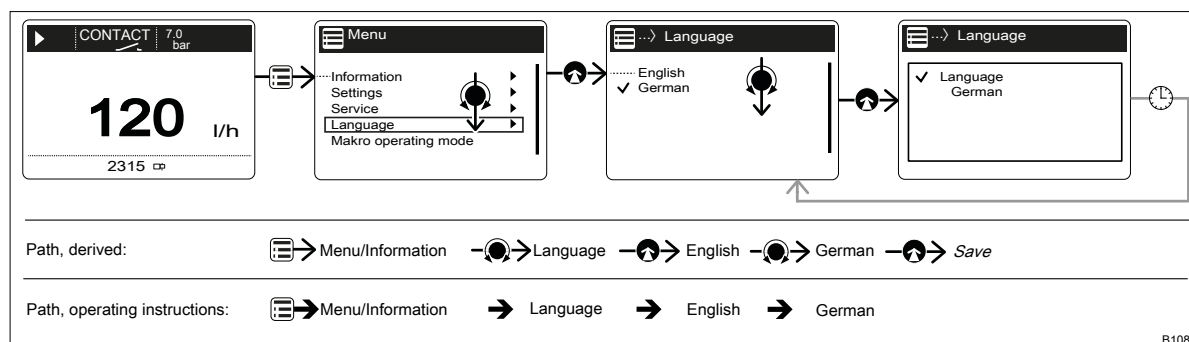 CONTACT 7.0 bar
120 l/h
2315
Menu
Information
Settings
Service
Language
Makro operating mode
...〉 Language
English
✓ German
...〉 Language
✓ Language
German
Path, derived: Menu/Information Language English German Save
Path, operating instructions: Menu/Information Language English German
B108